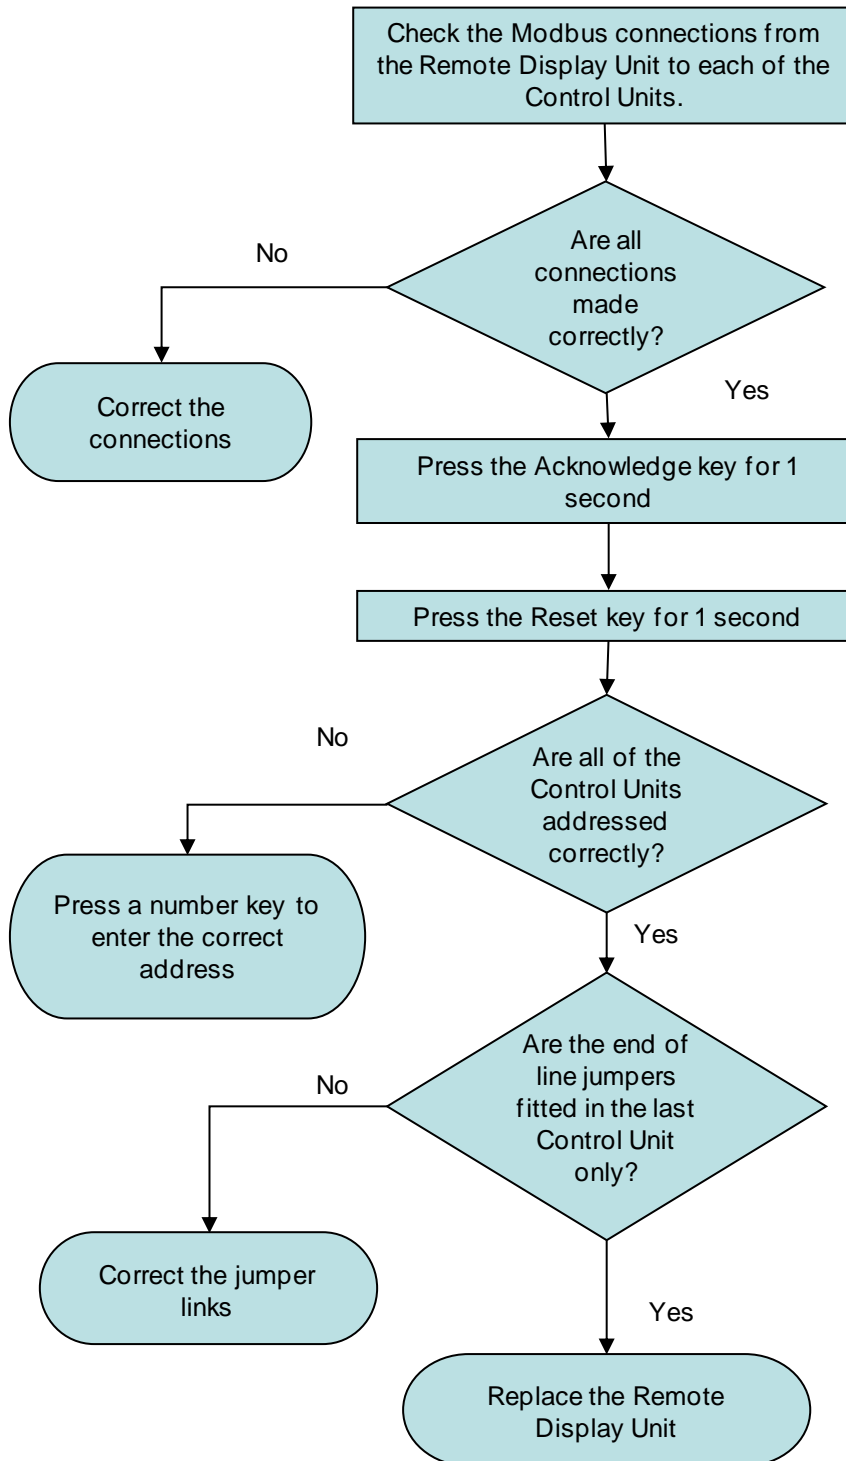 Check the Modbus connections from
the Remote Display Unit to each of the
Control Units.
Are all
connections
made
correctly?
No
Yes
Correct the
connections
Press the Acknowledge key for 1
second
Press the Reset key for 1 second
Are all of the
Control Units
addressed
correctly?
No
Yes
Press a number key to
enter the correct
address
Are the end of
line jumpers
fitted in the last
Control Unit
only?
No
Yes
Correct the jumper
links
Replace the Remote
Display Unit